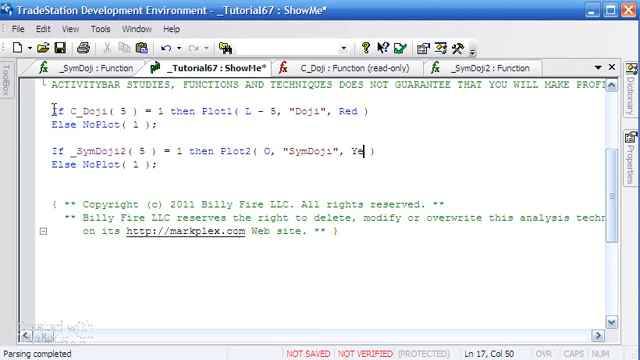 TradeStation Development Environment - _Tutorial67 : ShowMe*
File Edit View Insert Tools Window Help
_SymDoji : Function
_Tutorial67 : ShowMe*
C_Doji : Function (read-only)
_SymDoji2 : Function
ToolBox
ACTIVITYBAR STUDIES, FUNCTIONS AND TECHNIQUES DOES NOT GUARANTEE THAT YOU WILL MAKE PROFI
If C_Doji( 5 ) = 1 then Plot1( L - 5, "Doji", Red )
Else NoPlot( 1 );
If _SymDoji2( 5 ) = 1 then Plot2( O, "SymDoji", Ye )
Else NoPlot( 1 );
{ ** Copyright (c) 2011 Billy Fire LLC. All rights reserved. **
** Billy Fire LLC reserves the right to delete, modify or overwrite this analysis techn
on its http://markplex.com Web site. ** }
Created with
Parsing completed
NOT SAVED NOT VERIFIED (PROTECTED) Ln 17, Col 50 OVR CAPS NUM